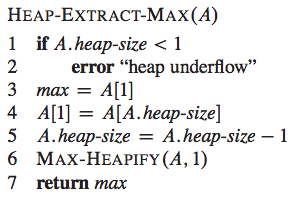 HEAP-EXTRACT-MAX(A)
1 if A.heap-size < 1
2 error “heap underflow”
3 max = A[1]
4 A[1] = A[A.heap-size]
5 A.heap-size = A.heap-size − 1
6 MAX-HEAPIFY(A, 1)
7 return max